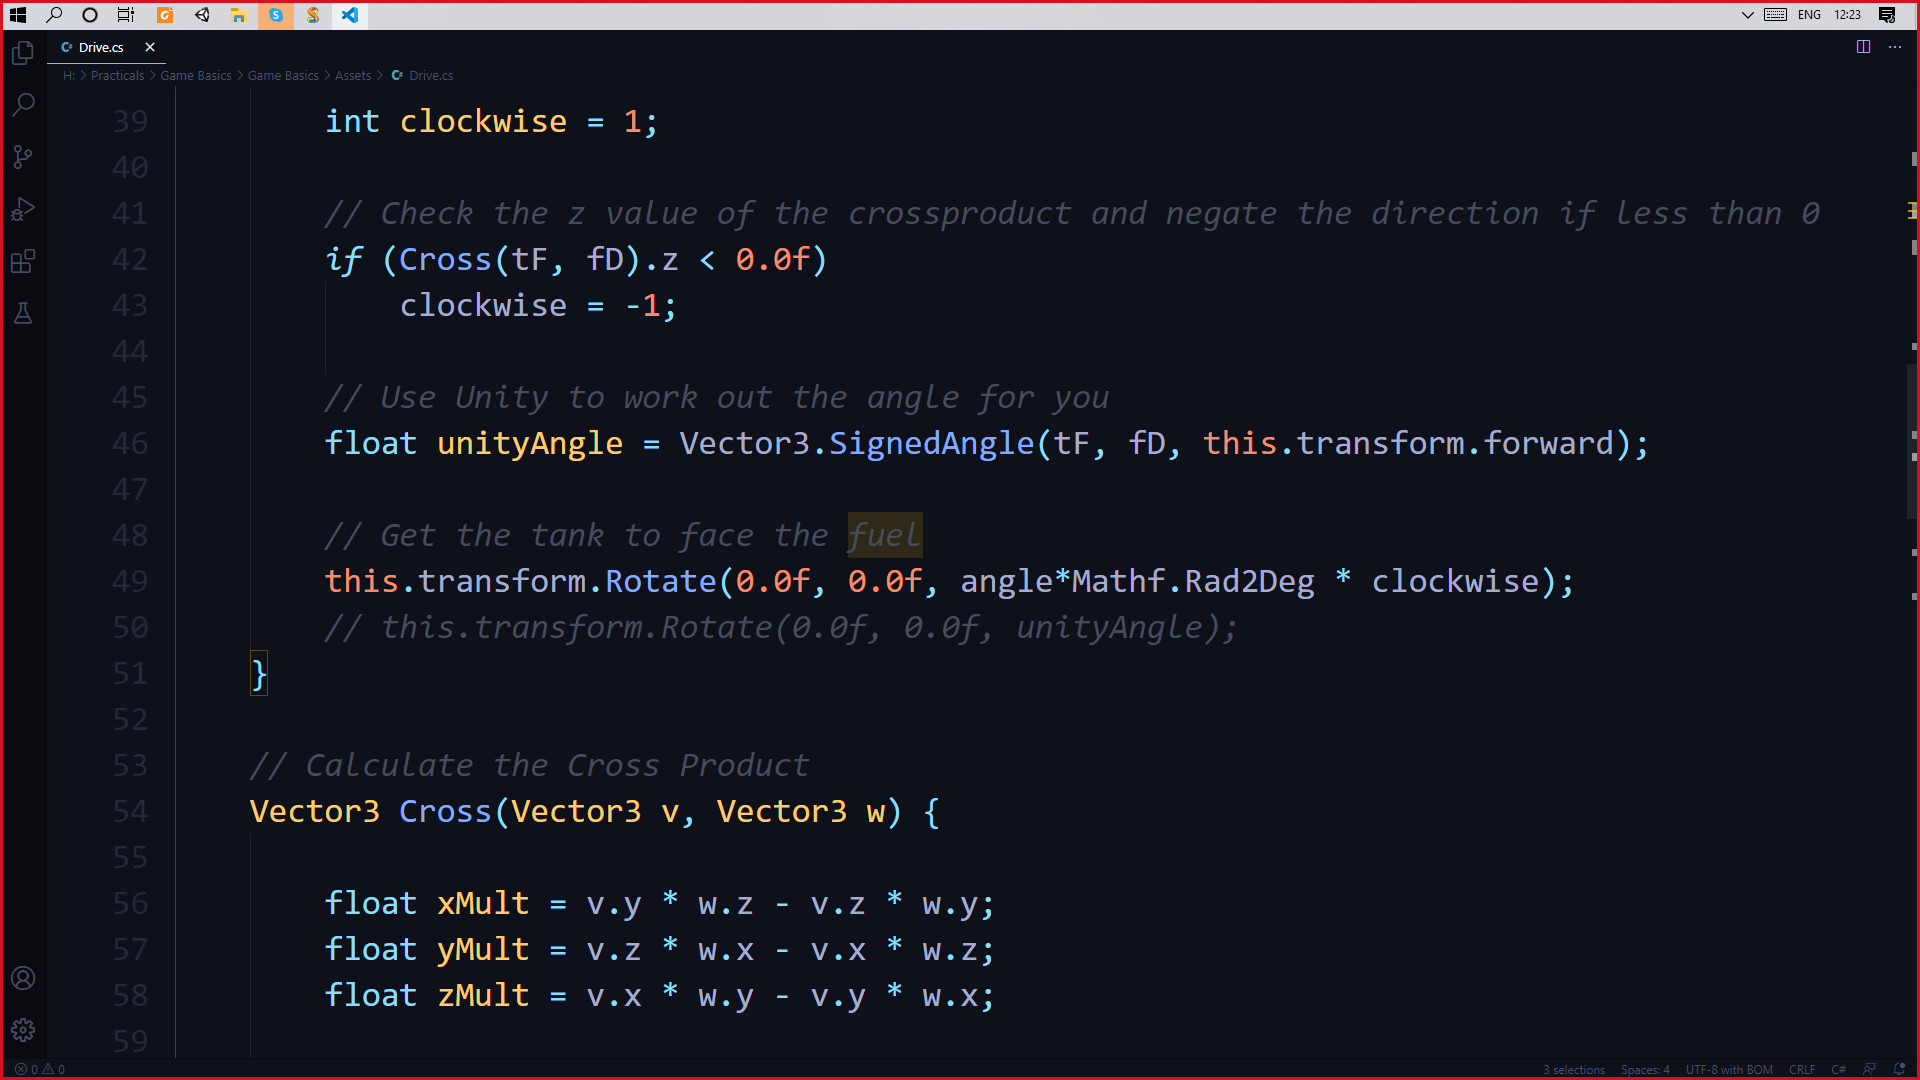 ENG 12:23
Drive.cs
H: > Practicals > Game Basics > Game Basics > Assets > Drive.cs
39 int clockwise = 1;
40
41 // Check the z value of the crossproduct and negate the direction if less than 0
42 if (Cross(tF, fD).z < 0.0f)
43 clockwise = -1;
44
45 // Use Unity to work out the angle for you
46 float unityAngle = Vector3.SignedAngle(tF, fD, this.transform.forward);
47
48 // Get the tank to face the fuel
49 this.transform.Rotate(0.0f, 0.0f, angle*Mathf.Rad2Deg * clockwise);
50 // this.transform.Rotate(0.0f, 0.0f, unityAngle);
51 }
52
53 // Calculate the Cross Product
54 Vector3 Cross(Vector3 v, Vector3 w) {
55
56 float xMult = v.y * w.z - v.z * w.y;
57 float yMult = v.z * w.x - v.x * w.z;
58 float zMult = v.x * w.y - v.y * w.x;
59
0 0 3 selections Spaces: 4 UTF-8 with BOM CRLF C#